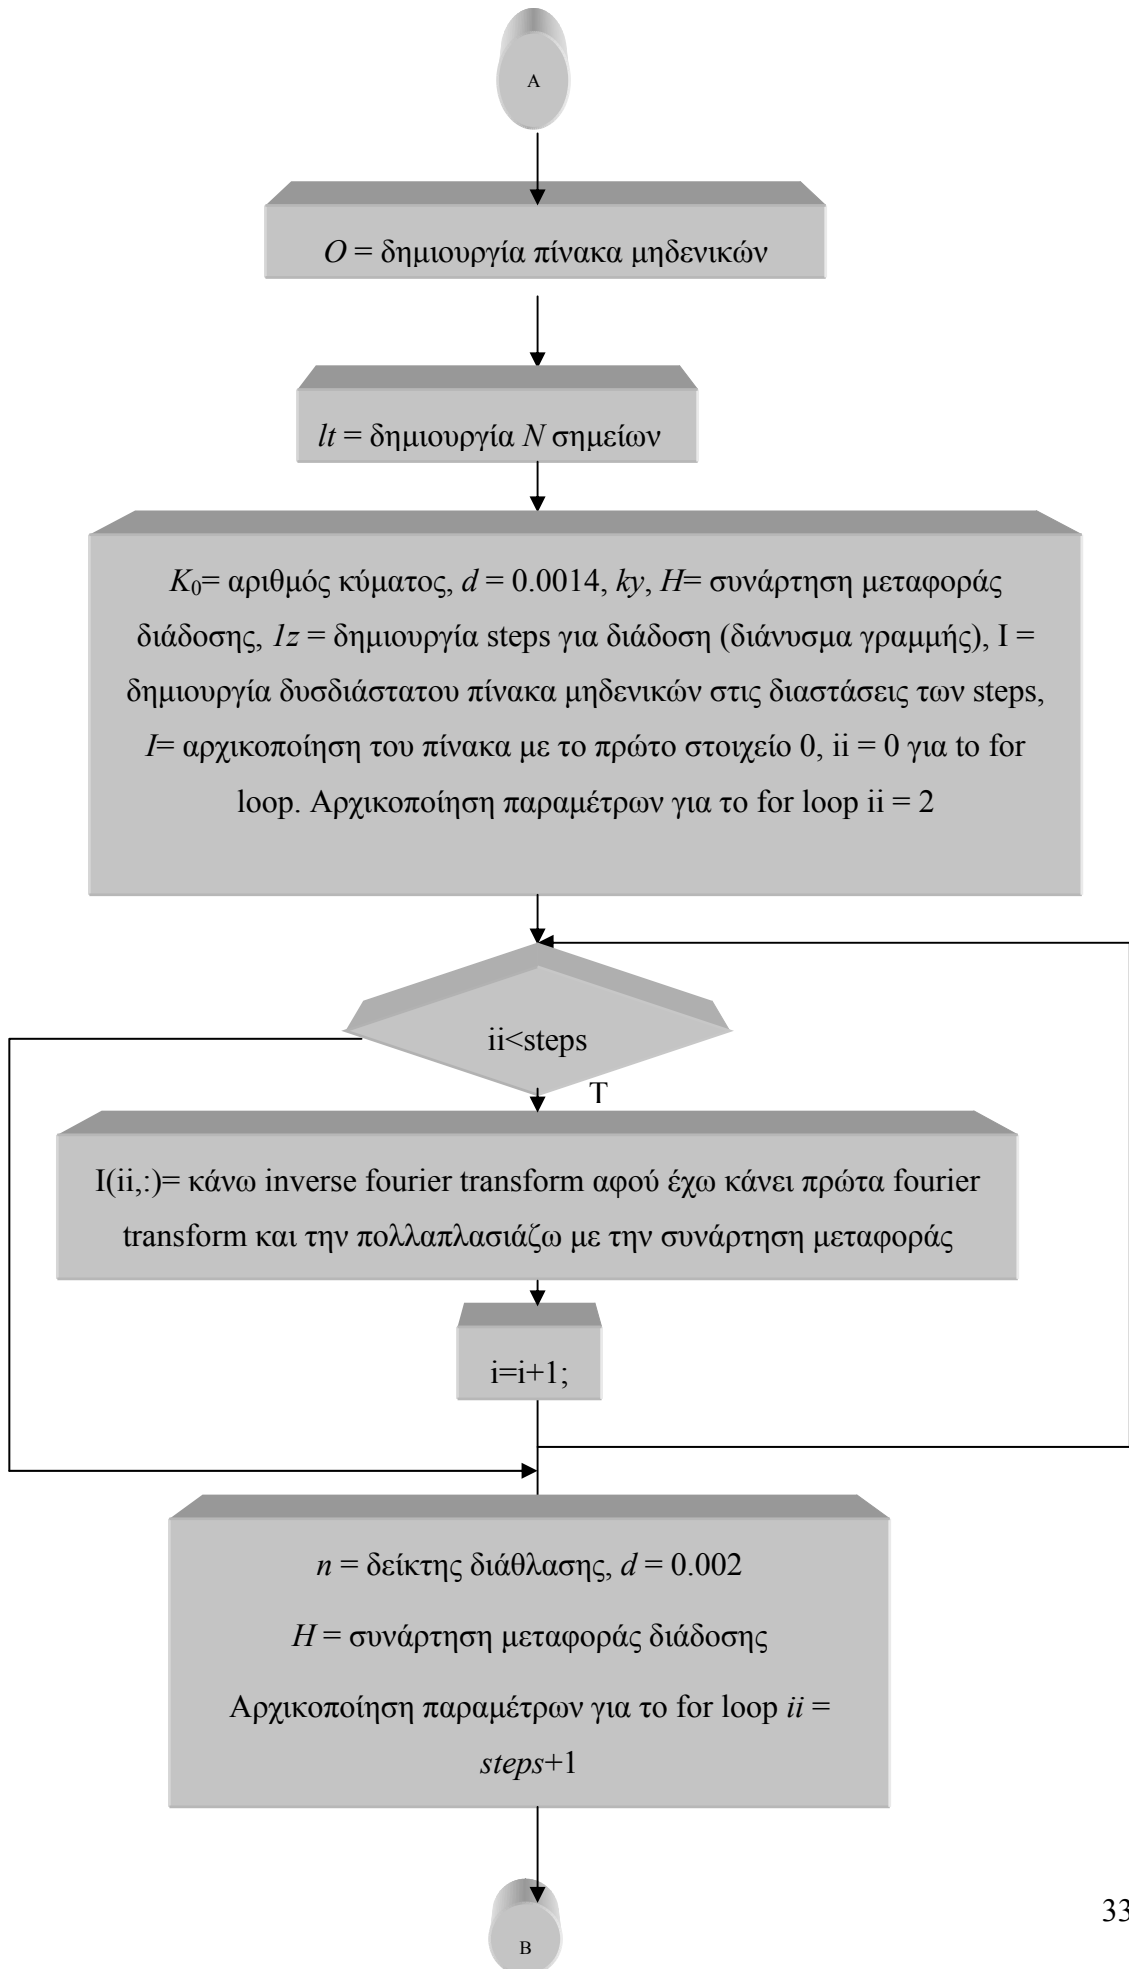 A
O = δημιουργία πίνακα μηδενικών
lt = δημιουργία N σημείων
K₀= αριθμός κύματος, d = 0.0014, ky, H= συνάρτηση μεταφοράς
διάδοσης, 1z = δημιουργία steps για διάδοση (διάνυσμα γραμμής), I =
δημιουργία δυσδιάστατου πίνακα μηδενικών στις διαστάσεις των steps,
I= αρχικοποίηση του πίνακα με το πρώτο στοιχείο 0, ii = 0 για to for
loop. Αρχικοποίηση παραμέτρων για το for loop ii = 2
ii<steps
T
I(ii,:)= κάνω inverse fourier transform αφού έχω κάνει πρώτα fourier
transform και την πολλαπλασιάζω με την συνάρτηση μεταφοράς
i=i+1;
n = δείκτης διάθλασης, d = 0.002
H = συνάρτηση μεταφοράς διάδοσης
Αρχικοποίηση παραμέτρων για το for loop ii =
steps+1
B
33